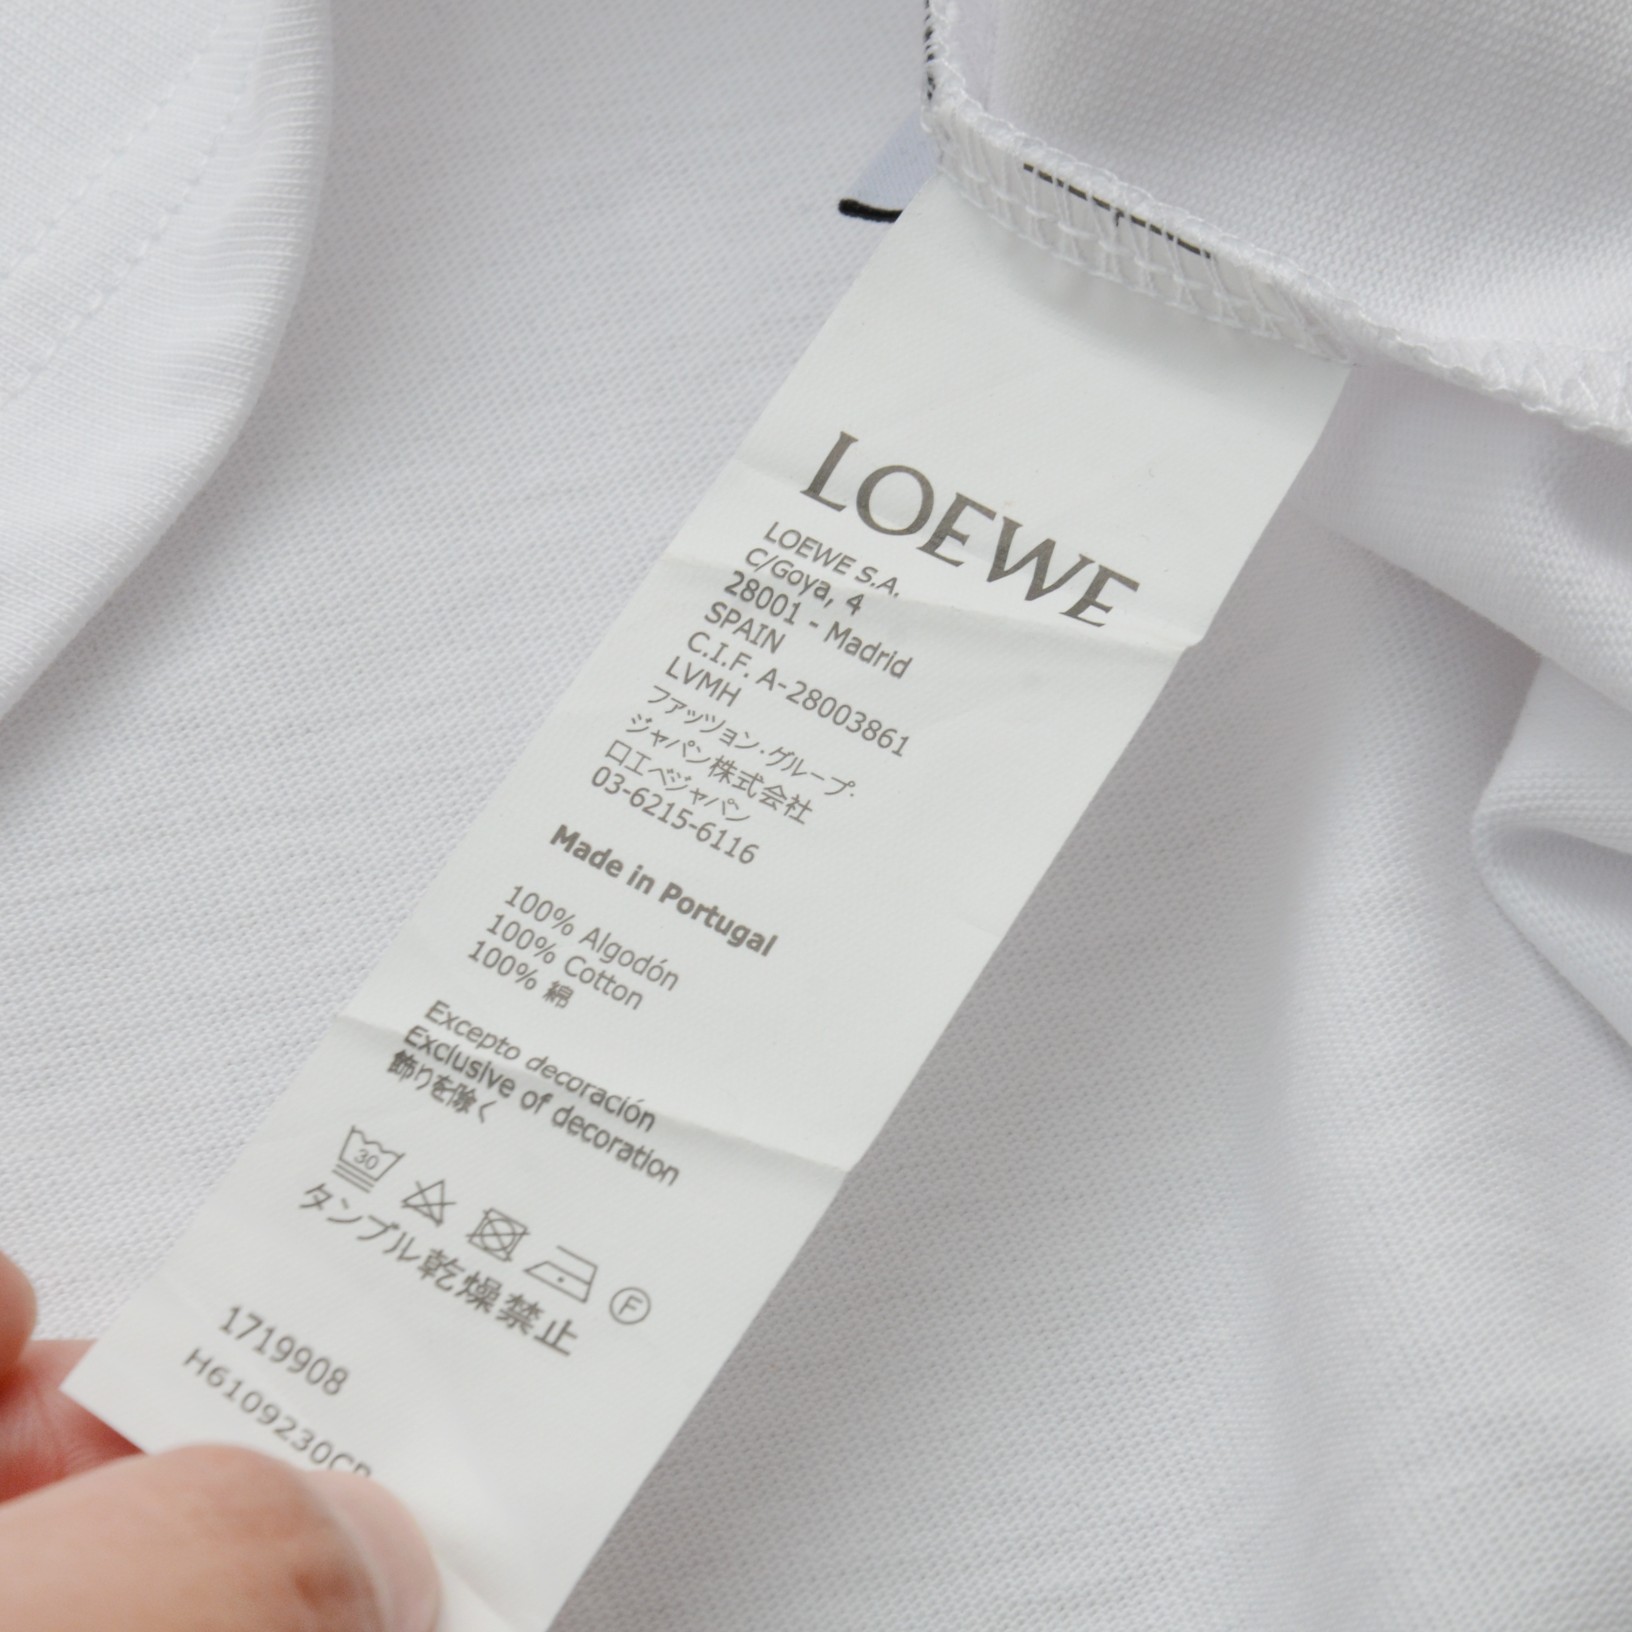 LOEWE
LOEWE S.A.
C/Goya, 4
28001 - Madrid
SPAIN
C.I.F. A-28003861
LVMH
ファッツョン・グループ・
ジャパン株式会社
ロエベジャパン
03-6215-6116
Made in Portugal
100% Algodón
100% Cotton
100% 綿
Excepto decoración
Exclusive of decoration
飾りを除く
30
F
タンブル乾燥禁止
1719908